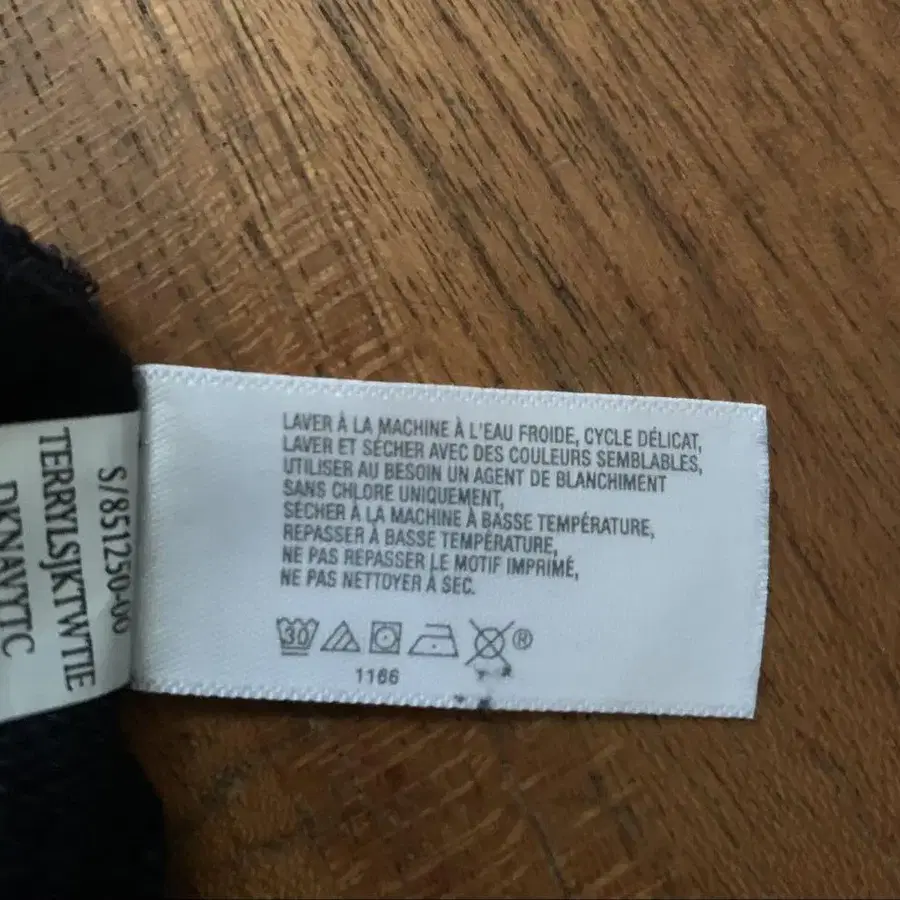 LAVER À LA MACHINE À L'EAU FROIDE, CYCLE DÉLICAT,
LAVER ET SÉCHER AVEC DES COULEURS SEMBLABLES,
UTILISER AU BESOIN UN AGENT DE BLANCHIMENT
SANS CHLORE UNIQUEMENT,
SÉCHER À LA MACHINE À BASSE TEMPÉRATURE,
REPASSER À BASSE TEMPÉRATURE,
NE PAS REPASSER LE MOTIF IMPRIMÉ,
NE PAS NETTOYER À SEC.
30 ®
1166
S/851250-00
TERRYLSJKTWTIE
DKNAVYTC